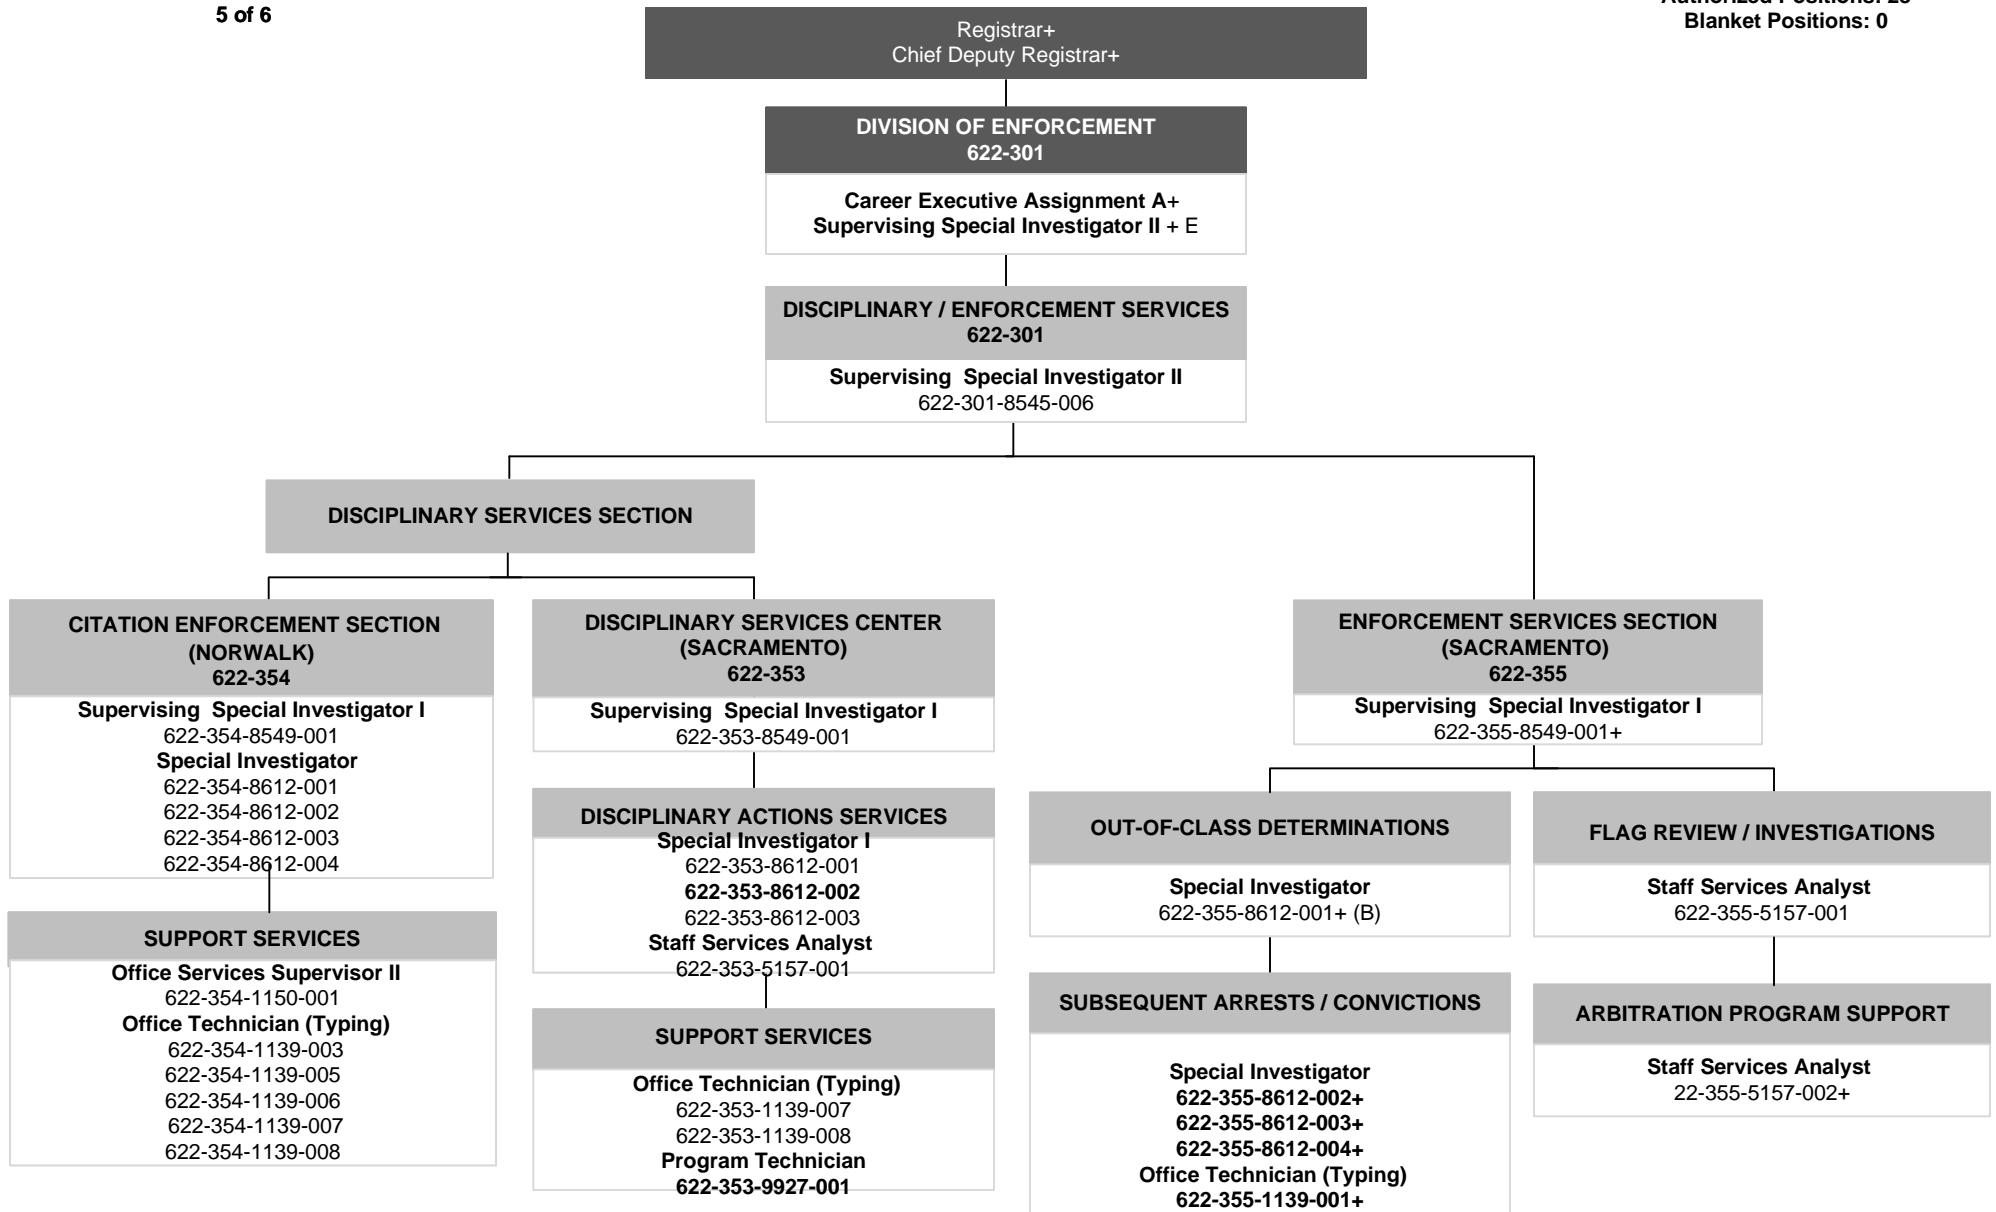 5 of 6
Authorized Positions: 28
Blanket Positions: 0
Registrar+
Chief Deputy Registrar+
DIVISION OF ENFORCEMENT
622-301
Career Executive Assignment A+
Supervising Special Investigator II + E
DISCIPLINARY / ENFORCEMENT SERVICES
622-301
Supervising Special Investigator II
622-301-8545-006
DISCIPLINARY SERVICES SECTION
CITATION ENFORCEMENT SECTION
(NORWALK)
622-354
Supervising Special Investigator I
622-354-8549-001
Special Investigator
622-354-8612-001
622-354-8612-002
622-354-8612-003
622-354-8612-004
SUPPORT SERVICES
Office Services Supervisor II
622-354-1150-001
Office Technician (Typing)
622-354-1139-003
622-354-1139-005
622-354-1139-006
622-354-1139-007
622-354-1139-008
DISCIPLINARY SERVICES CENTER
(SACRAMENTO)
622-353
Supervising Special Investigator I
622-353-8549-001
DISCIPLINARY ACTIONS SERVICES
Special Investigator I
622-353-8612-001
622-353-8612-002
622-353-8612-003
Staff Services Analyst
622-353-5157-001
SUPPORT SERVICES
Office Technician (Typing)
622-353-1139-007
622-353-1139-008
Program Technician
622-353-9927-001
ENFORCEMENT SERVICES SECTION
(SACRAMENTO)
622-355
Supervising Special Investigator I
622-355-8549-001+
OUT-OF-CLASS DETERMINATIONS
Special Investigator
622-355-8612-001+ (B)
SUBSEQUENT ARRESTS / CONVICTIONS
Special Investigator
622-355-8612-002+
622-355-8612-003+
622-355-8612-004+
Office Technician (Typing)
622-355-1139-001+
FLAG REVIEW / INVESTIGATIONS
Staff Services Analyst
622-355-5157-001
ARBITRATION PROGRAM SUPPORT
Staff Services Analyst
22-355-5157-002+